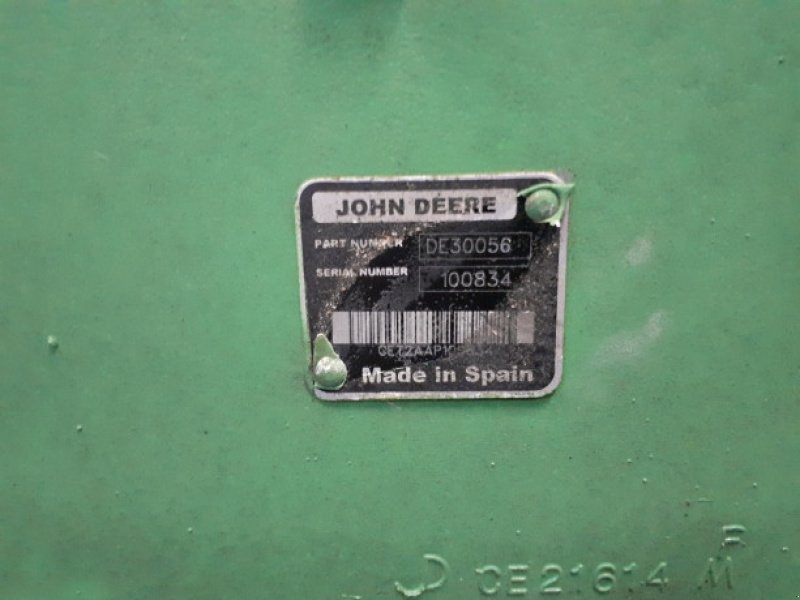 JOHN DEERE
PART NUMBER DE30056
SERIAL NUMBER 100834
Made in Spain
CE21614 M
F